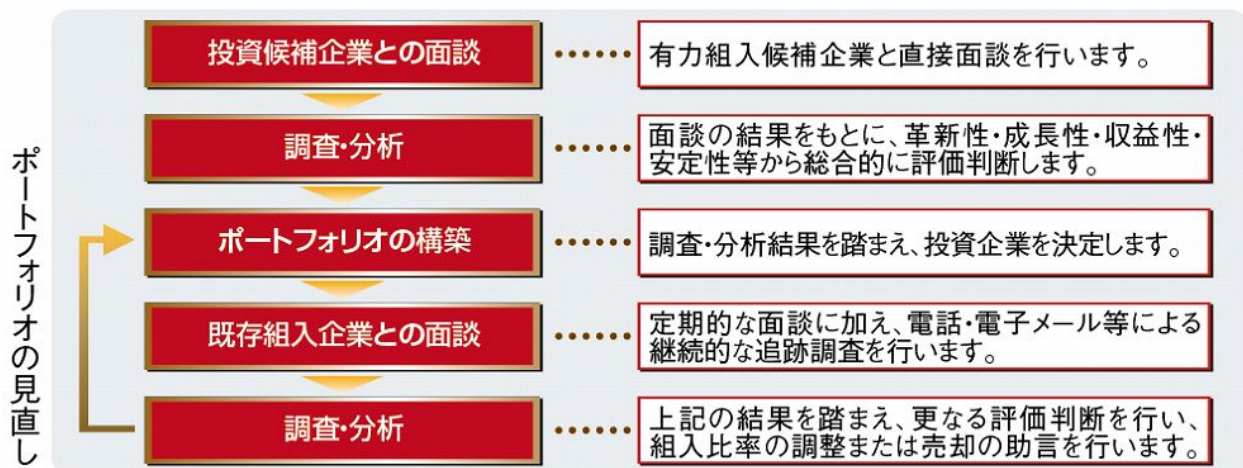 投資候補企業との面談
有力組入候補企業と直接面談を行います。
調査・分析
面談の結果をもとに、革新性・成長性・収益性・
安定性等から総合的に評価判断します。
ポートフォリオの構築
調査・分析結果を踏まえ、投資企業を決定します。
既存組入企業との面談
定期的な面談に加え、電話・電子メール等による
継続的な追跡調査を行います。
調査・分析
上記の結果を踏まえ、更なる評価判断を行い、
組入比率の調整または売却の助言を行います。
ポートフォリオの見直し